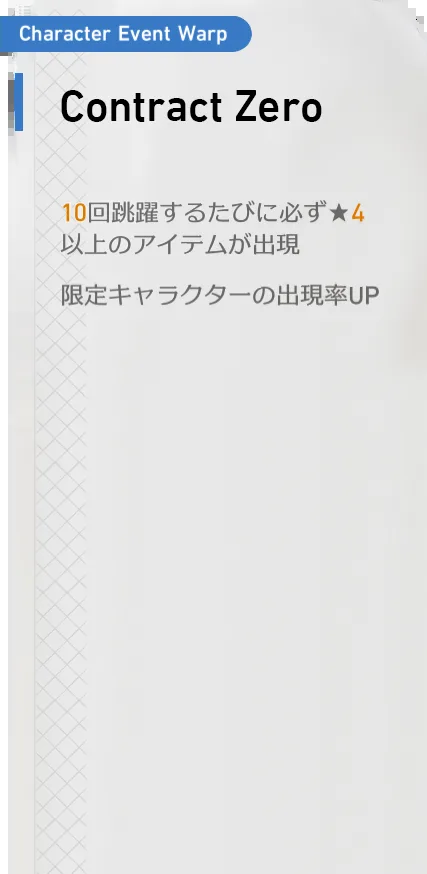 Character Event Warp
Contract Zero
10回跳躍するたびに必ず★4
以上のアイテムが出現
限定キャラクターの出現率UP